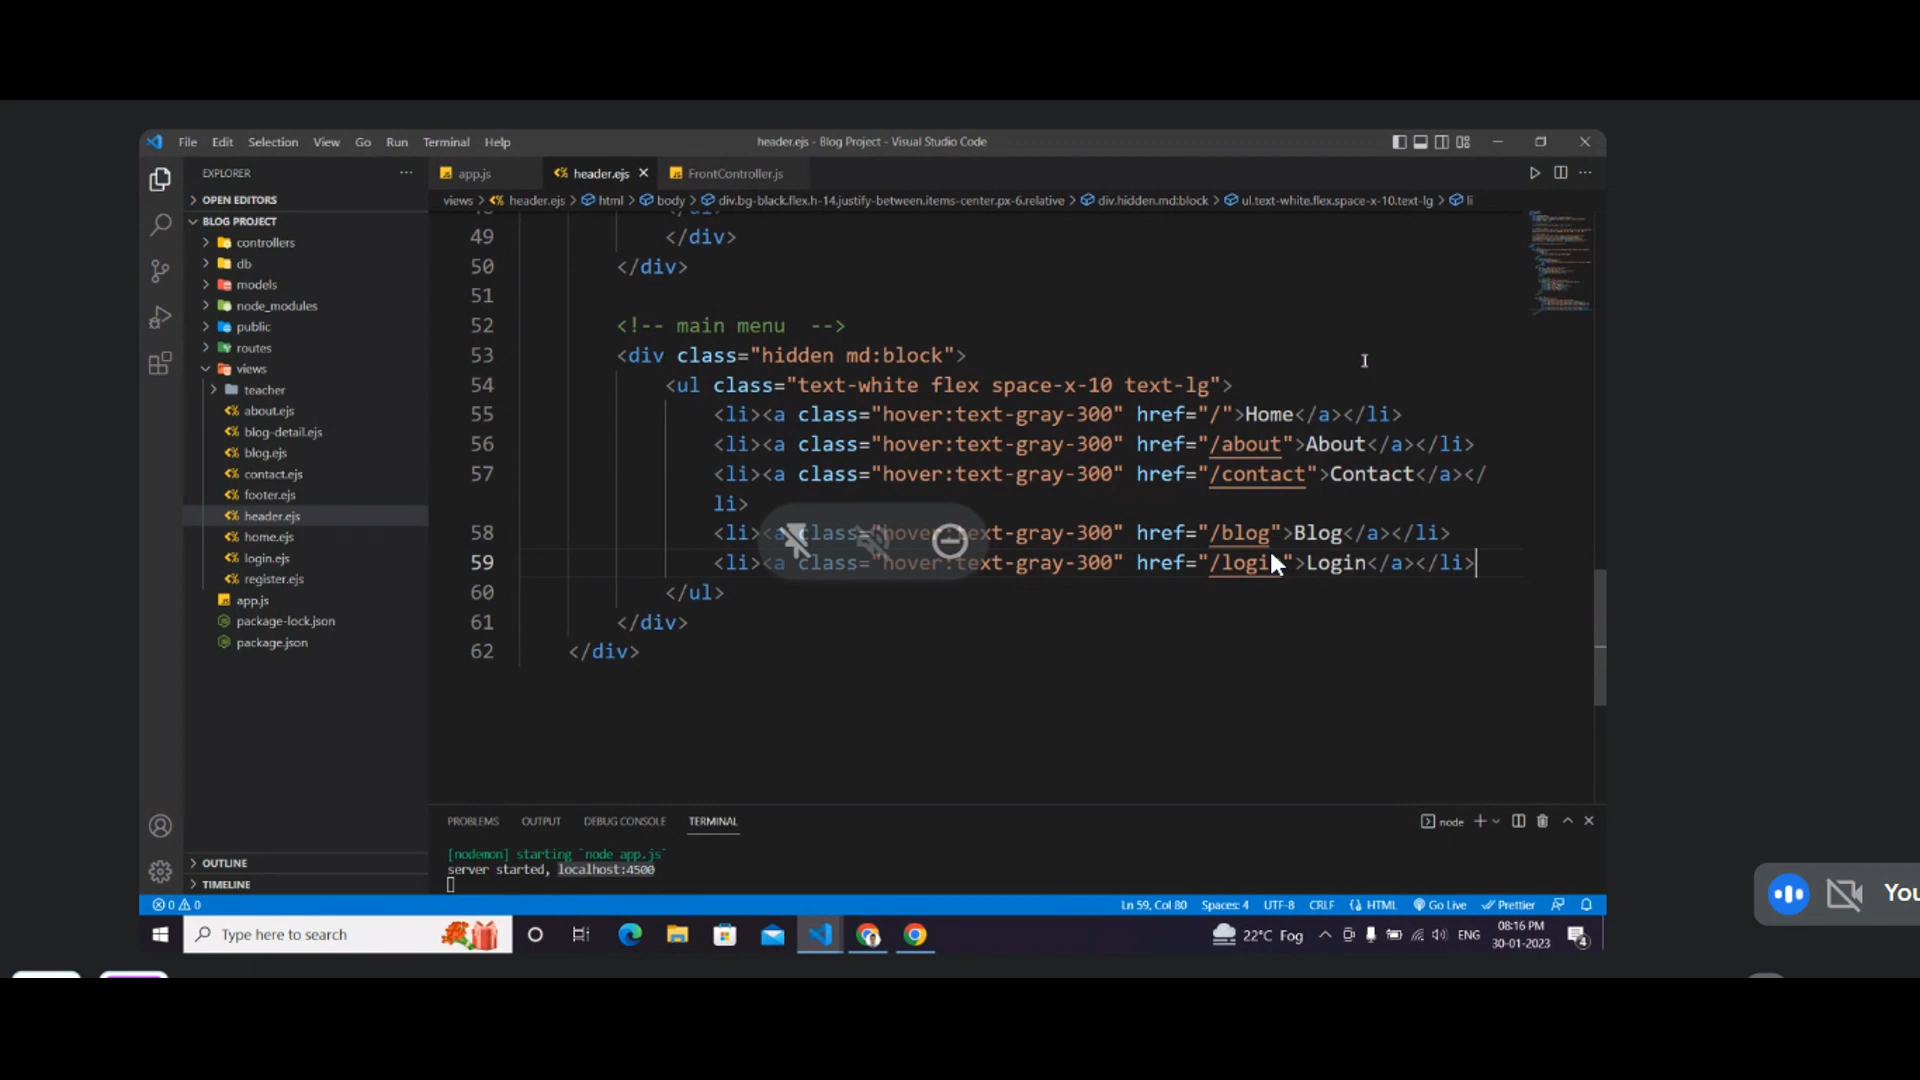 File Edit Selection View Go Run Terminal Help
header.ejs - Blog Project - Visual Studio Code
EXPLORER
OPEN EDITORS
BLOG PROJECT
controllers
db
models
node_modules
public
routes
views
teacher
about.ejs
blog-detail.ejs
blog.ejs
contact.ejs
footer.ejs
header.ejs
home.ejs
login.ejs
register.ejs
app.js
package-lock.json
package.json
OUTLINE
TIMELINE
app.js header.ejs FrontController.js
views > header.ejs > html > body > div.bg-black.flex.h-14.justify-between.items-center.px-6.relative > div.hidden.md:block > ul.text-white.flex.space-x-10.text-lg > li
49 </div>
50 </div>
51
52 <!-- main menu  -->
53 <div class="hidden md:block">
54 <ul class="text-white flex space-x-10 text-lg">
55 <li><a class="hover:text-gray-300" href="/">Home</a></li>
56 <li><a class="hover:text-gray-300" href="/about">About</a></li>
57 <li><a class="hover:text-gray-300" href="/contact">Contact</a></
li>
58 <li><a class="hover:text-gray-300" href="/blog">Blog</a></li>
59 <li><a class="hover:text-gray-300" href="/login">Login</a></li>
60 </ul>
61 </div>
62 </div>
PROBLEMS OUTPUT DEBUG CONSOLE TERMINAL
node
[nodemon] starting `node app.js`
server started, localhost:4500
0 0
Ln 59, Col 80 Spaces: 4 UTF-8 CRLF HTML Go Live Prettier
Type here to search
22°C Fog
ENG
08:16 PM
30-01-2023
4